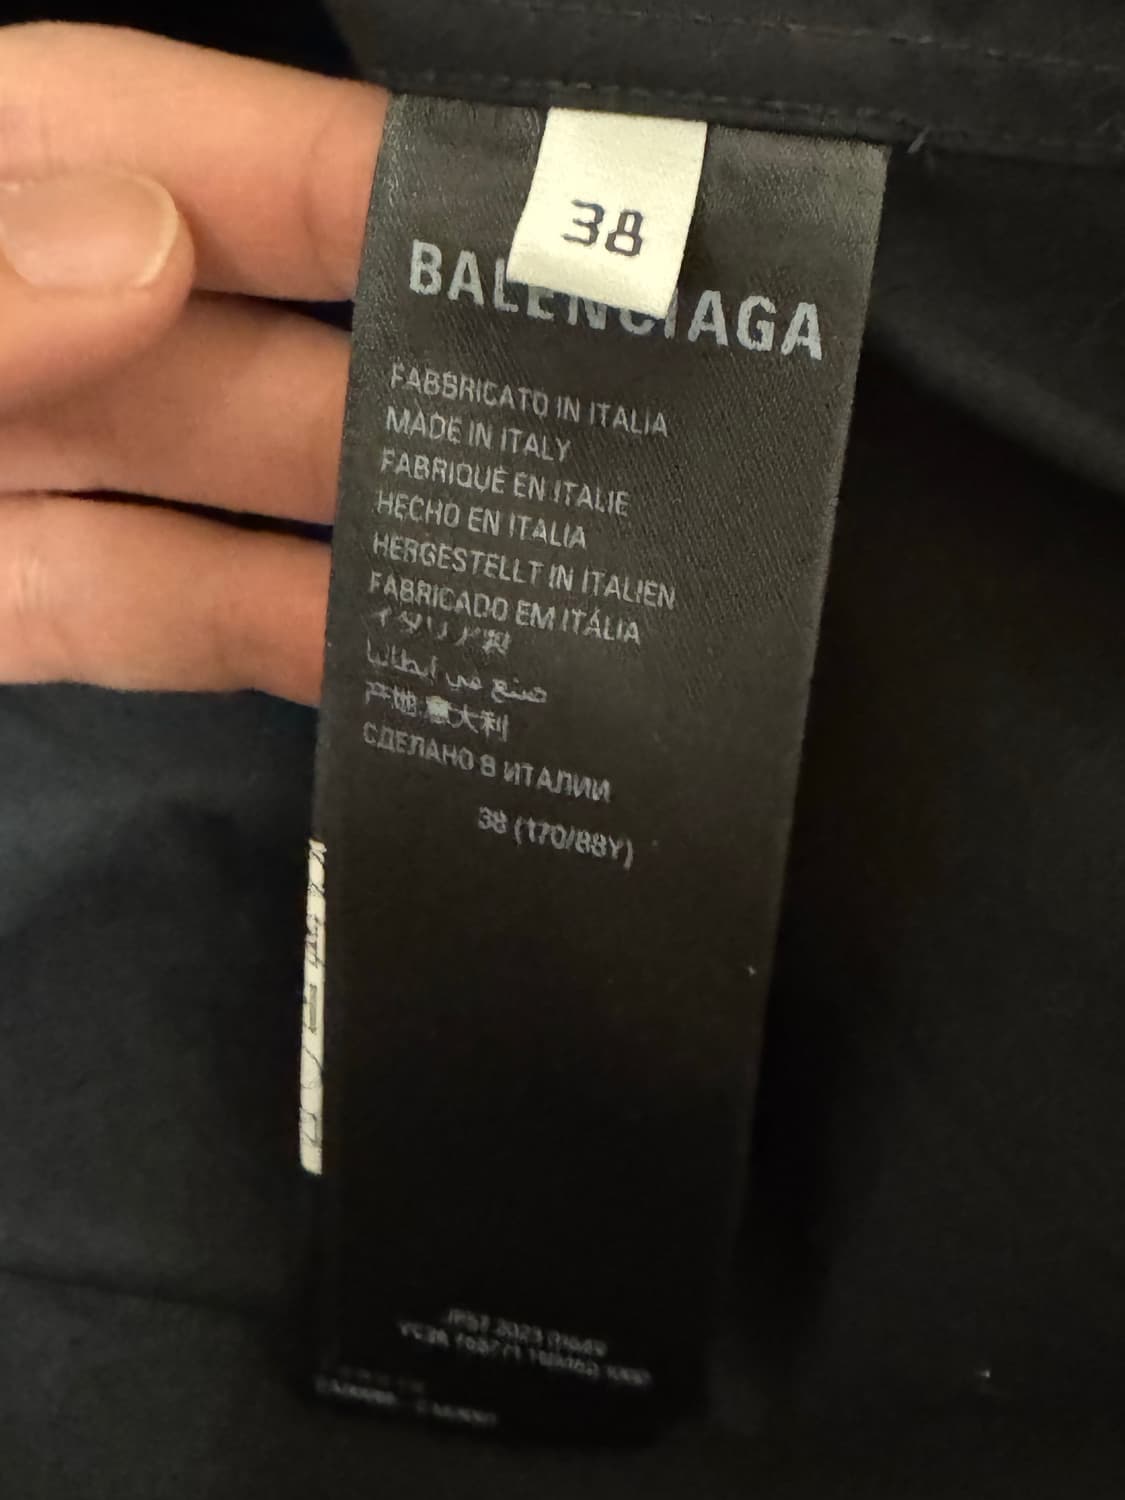 38
BALENCIAGA
FABBRICATO IN ITALIA
MADE IN ITALY
FABRIQUÉ EN ITALIE
HECHO EN ITALIA
HERGESTELLT IN ITALIEN
FABRICADO EM ITÁLIA
イタリア製
صنع في ايطاليا
产地 意大利
СДЕЛАНО В ИТАЛИИ
38 (170/88Y)